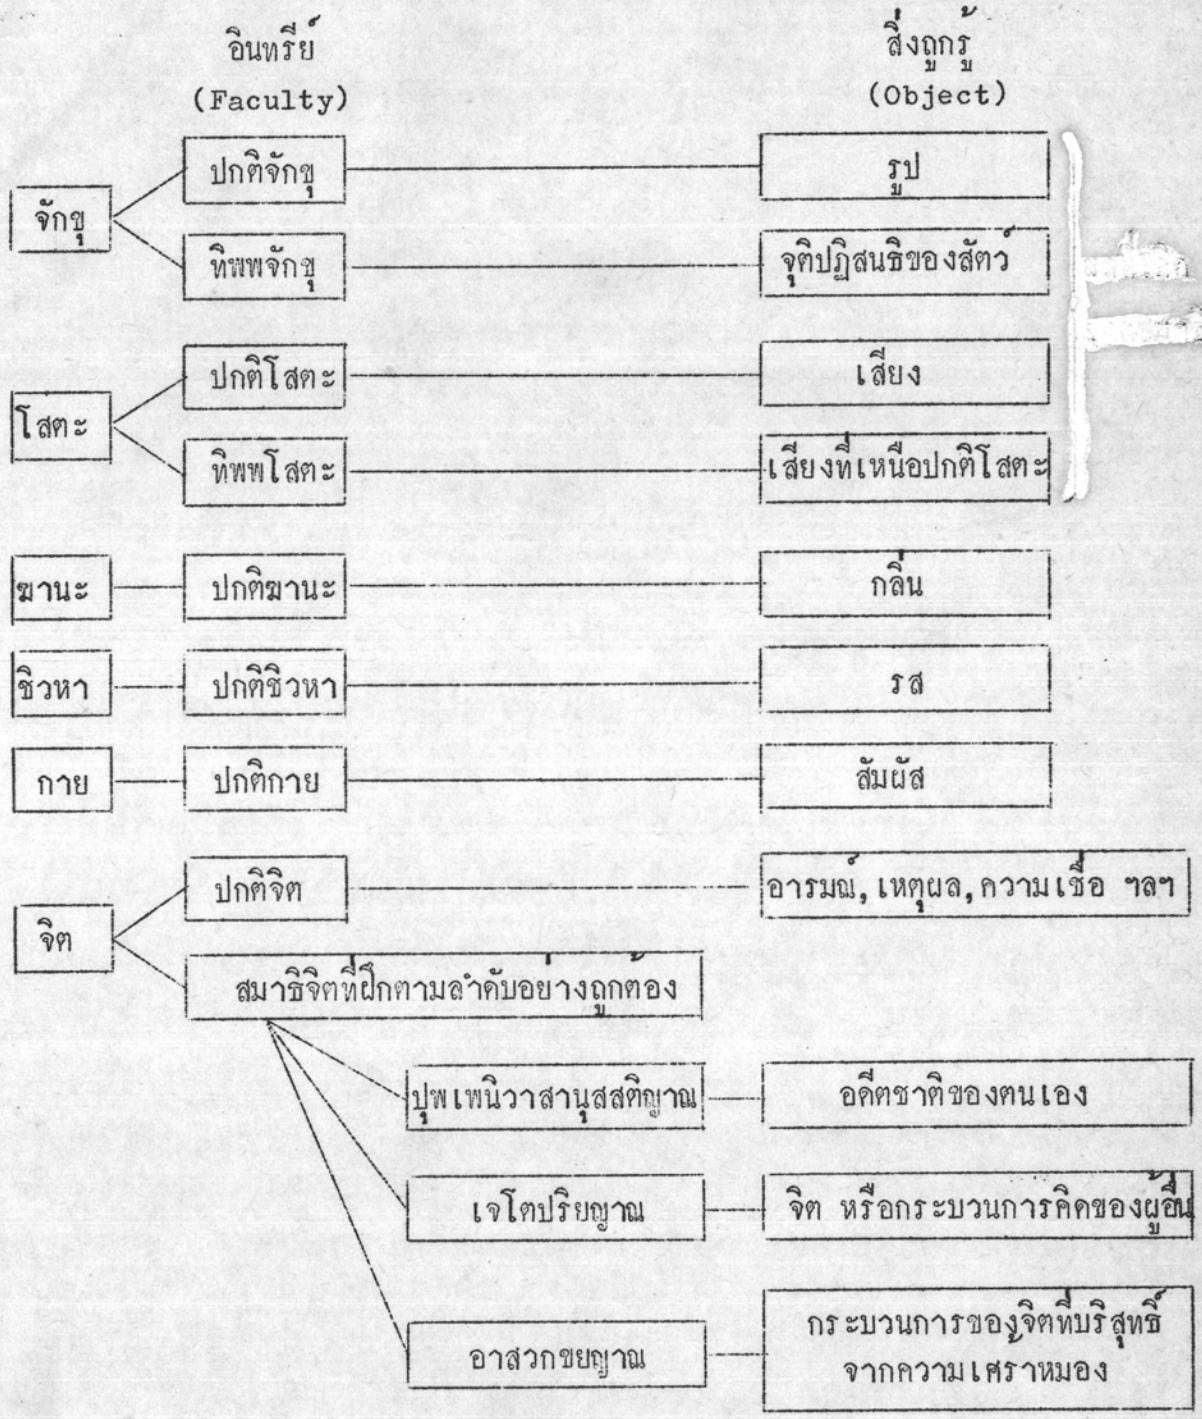 อินทรีย์ สิ่งถูกรู้
(Faculty) (Object)
ปกติจักขุ รูป
จักขุ
ทิพพจักขุ จุติปฏิสนธิของสัตว์
ปกติโสตะ เสียง
โสตะ
ทิพพโสตะ เสียงที่เหนือปกติโสตะ
ฆานะ ปกติฆานะ กลิ่น
ชิวหา ปกติชิวหา รส
กาย ปกติกาย สัมผัส
ปกติจิต อารมณ์, เหตุผล, ความเชื่อ ฯลฯ
จิต
สมาธิจิตที่ฝึกตามลำดับอย่างถูกต้อง
ปุพเพนิวาสานุสสติญาณ อดีตชาติของตนเอง
เจโตปริยญาณ จิต หรือกระบวนการคิดของผู้อื่น
กระบวนการของจิตที่บริสุทธิ์
อาสวกขยญาณ
จากความเศร้าหมอง